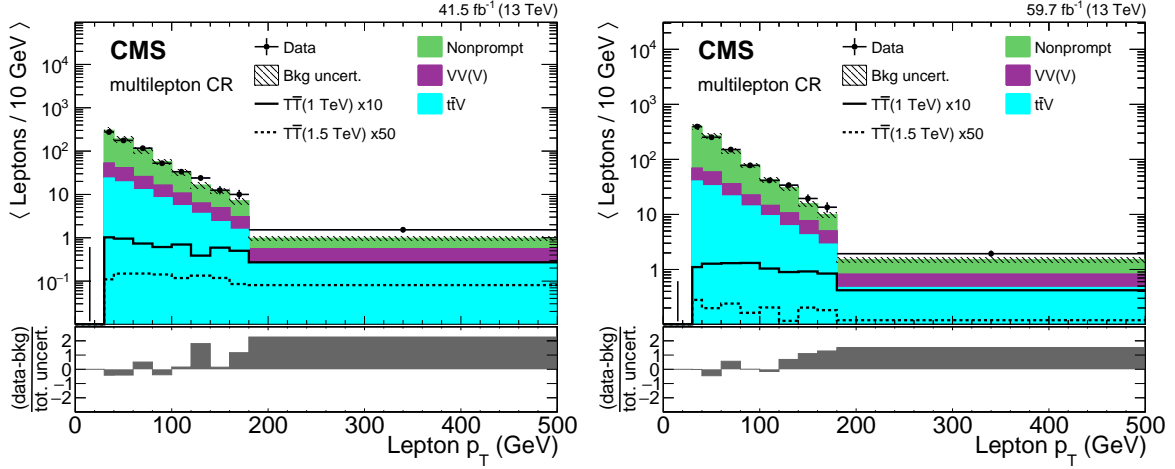 41.5 fb⁻¹ (13 TeV)
CMS
multilepton CR
Data
Bkg uncert.
TT̅(1 TeV) x10
TT̅(1.5 TeV) x50
Nonprompt
VV(V)
tt̅V
⟨ Leptons / 10 GeV ⟩
10⁴
10³
10²
10
1
10⁻¹
(data-bkg)
tot. uncert.
2
1
0
−1
−2
0 100 200 300 400 500
Lepton p_T (GeV)
59.7 fb⁻¹ (13 TeV)
CMS
multilepton CR
Data
Bkg uncert.
TT̅(1 TeV) x10
TT̅(1.5 TeV) x50
Nonprompt
VV(V)
tt̅V
⟨ Leptons / 10 GeV ⟩
10⁴
10³
10²
10
1
(data-bkg)
tot. uncert.
2
1
0
−1
−2
0 100 200 300 400 500
Lepton p_T (GeV)